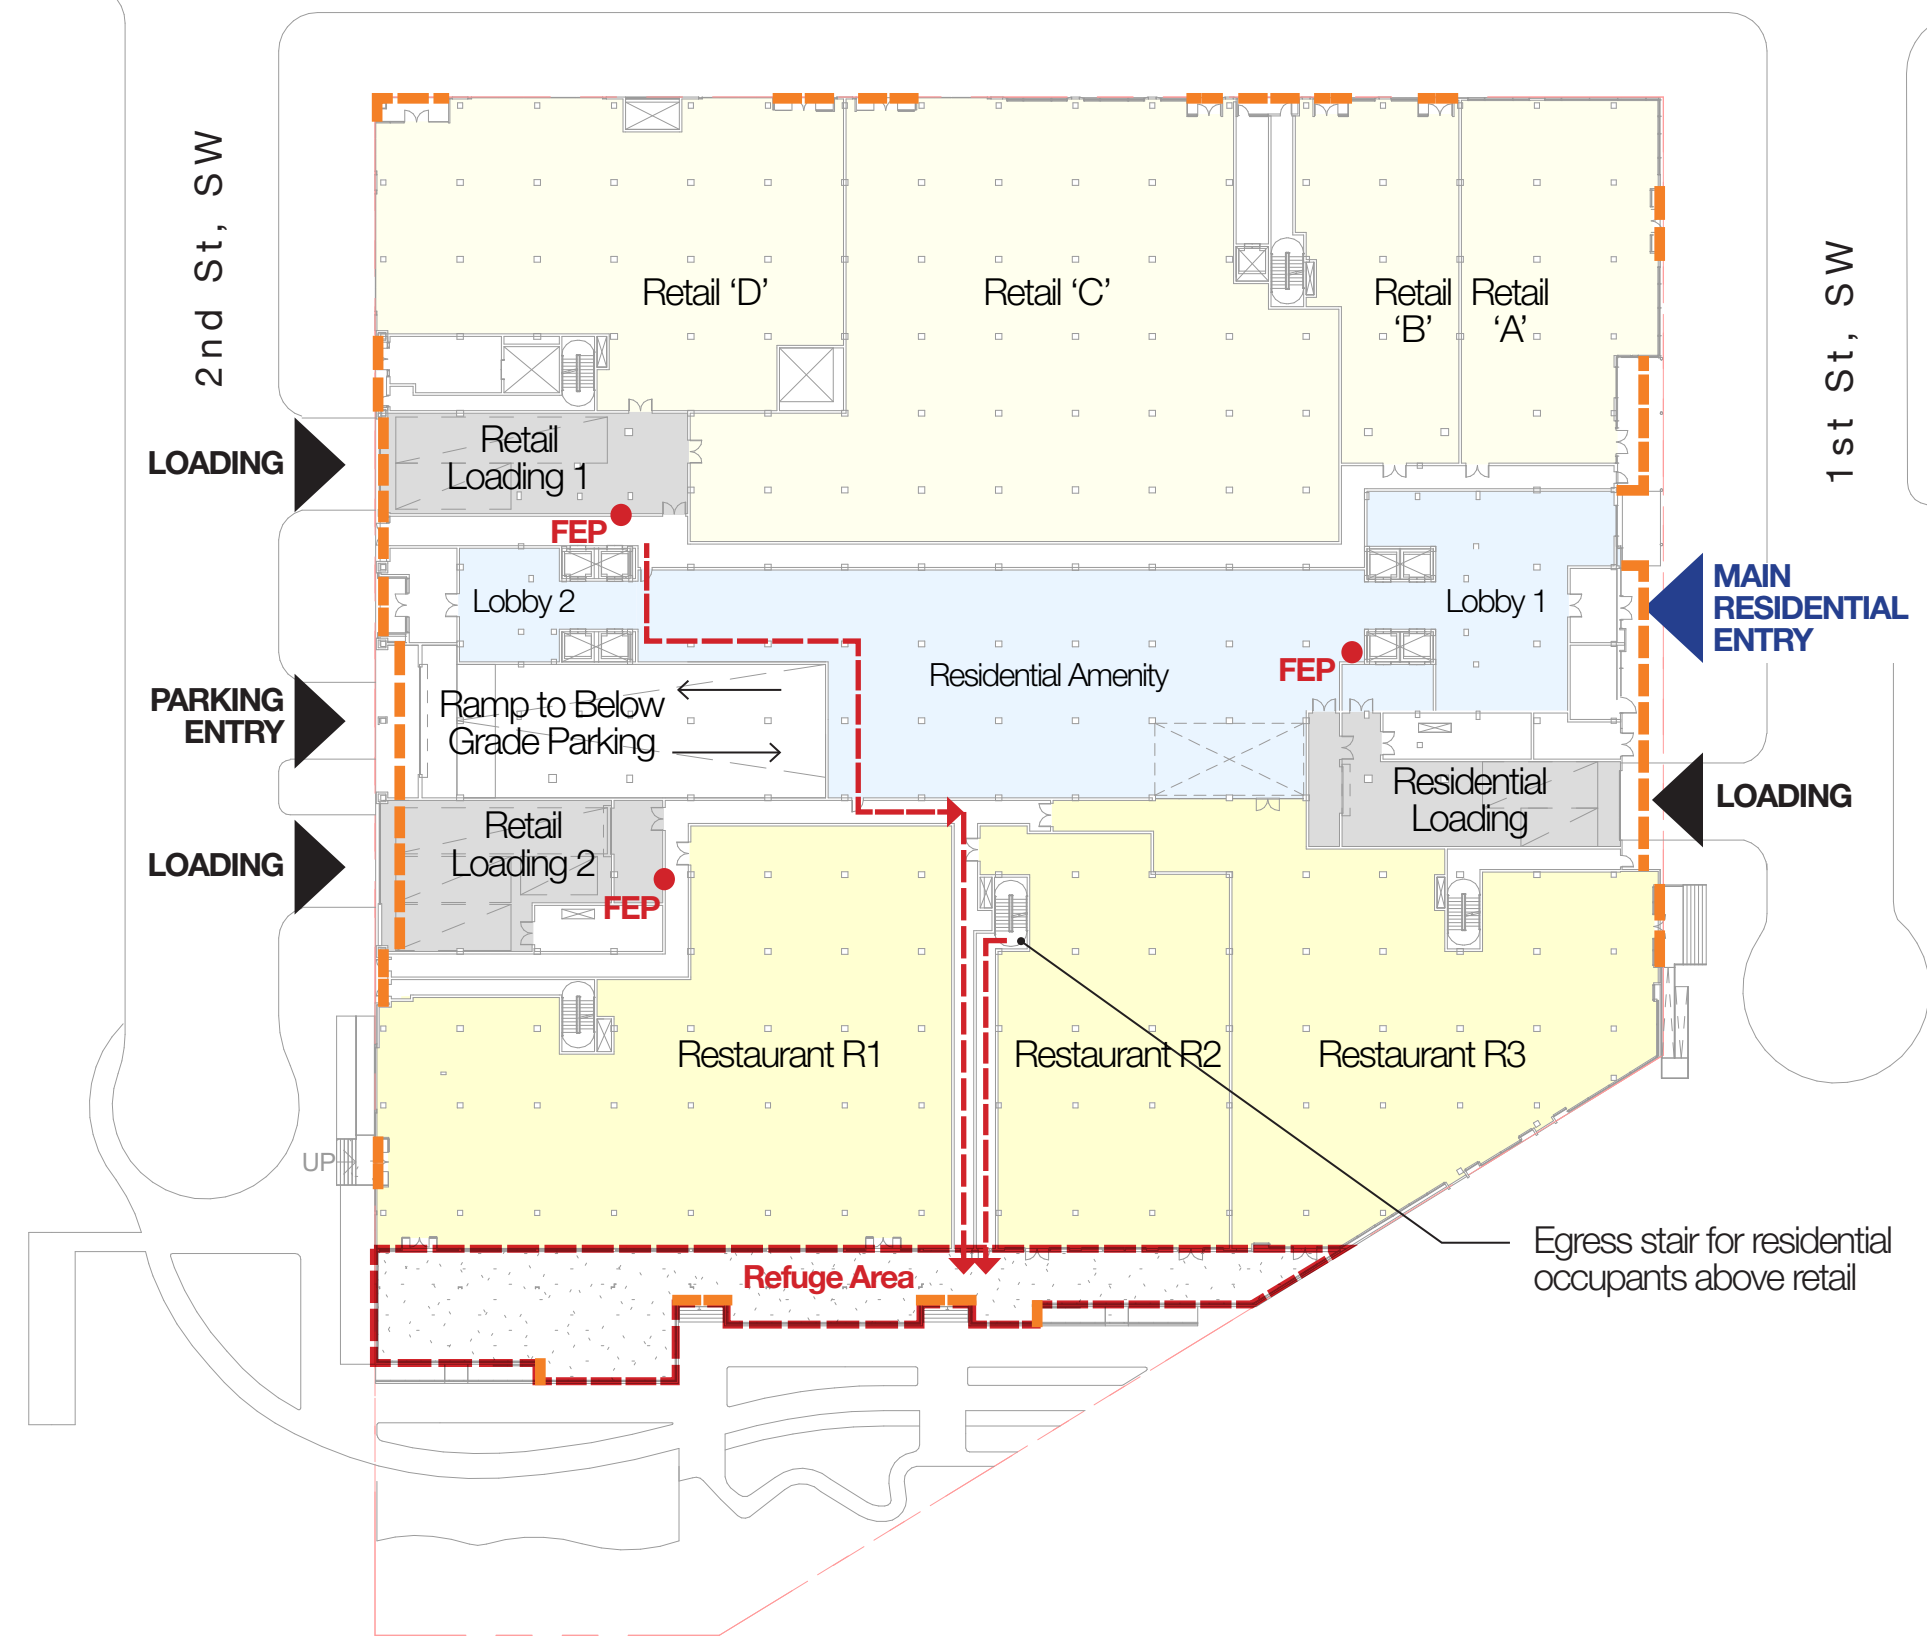 2nd St, SW
1st St, SW
Retail ‘D’
Retail ‘C’
Retail
‘B’
Retail
‘A’
LOADING
Retail
Loading 1
FEP
Lobby 2
Lobby 1
MAIN
RESIDENTIAL
ENTRY
FEP
Residential Amenity
PARKING
ENTRY
Ramp to Below
Grade Parking
Residential
Loading
LOADING
LOADING
Retail
Loading 2
FEP
Restaurant R1
Restaurant R2
Restaurant R3
UP
Refuge Area
Egress stair for residential
occupants above retail